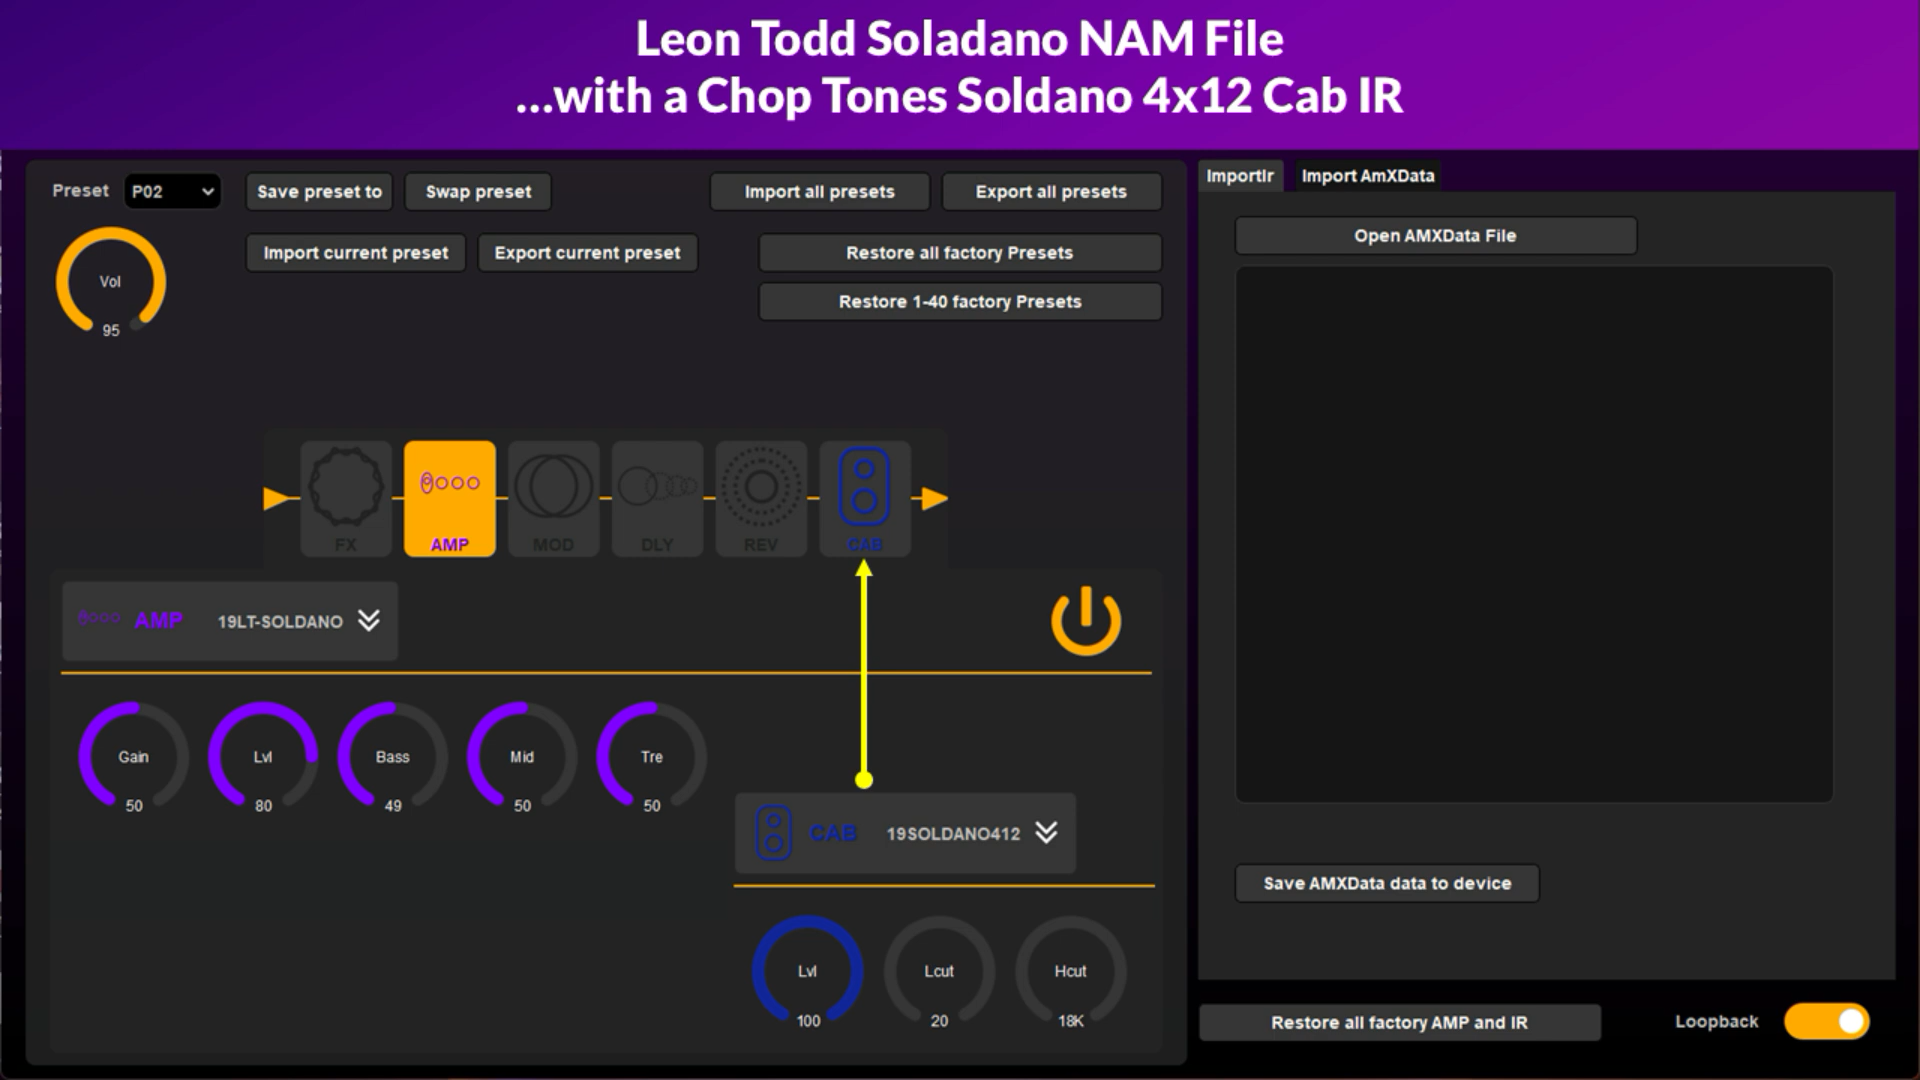 Leon Todd Soladano NAM File
...with a Chop Tones Soldano 4x12 Cab IR
Preset P02 Save preset to Swap preset Import all presets Export all presets
Import current preset Export current preset Restore all factory Presets
Restore 1-40 factory Presets
Vol
95
FX AMP MOD DLY REV CAB
AMP 19LT-SOLDANO
Gain Lvl Bass Mid Tre
50 80 49 50 50
CAB 19SOLDANO412
Lvl Lcut Hcut
100 20 18K
ImportIr Import AmXData
Open AMXData File
Save AMXData data to device
Restore all factory AMP and IR Loopback